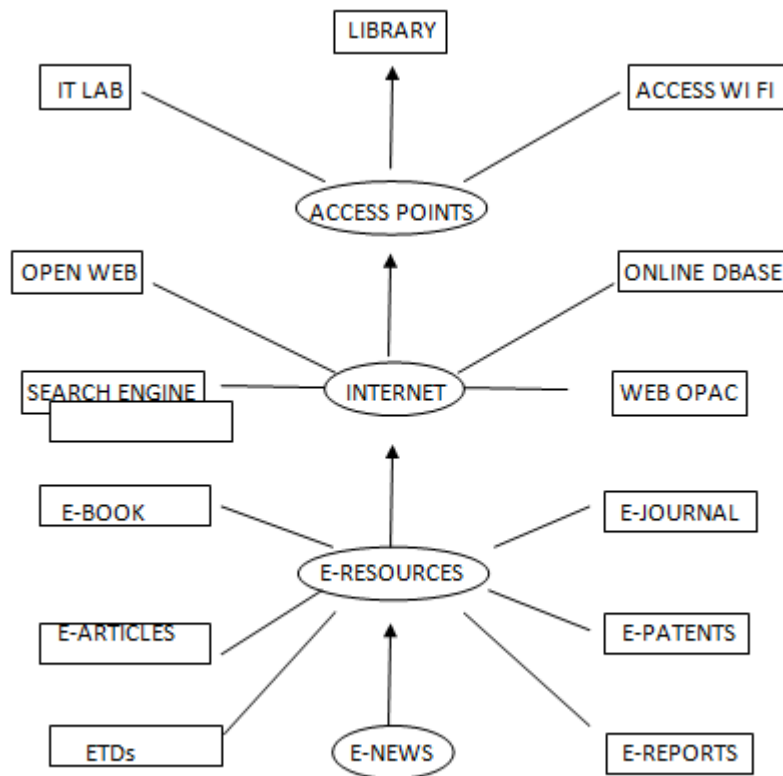 LIBRARY
IT LAB
ACCESS WI FI
ACCESS POINTS
OPEN WEB
ONLINE DBASE
SEARCH ENGINE
INTERNET
WEB OPAC
E-BOOK
E-JOURNAL
E-RESOURCES
E-ARTICLES
E-PATENTS
ETDs
E-NEWS
E-REPORTS